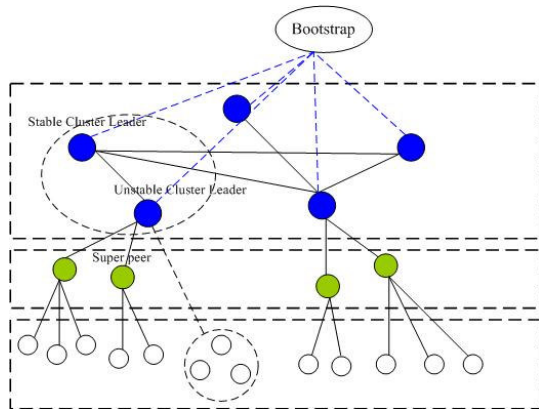 Bootstrap
Stable Cluster Leader
Unstable Cluster Leader
Super peer